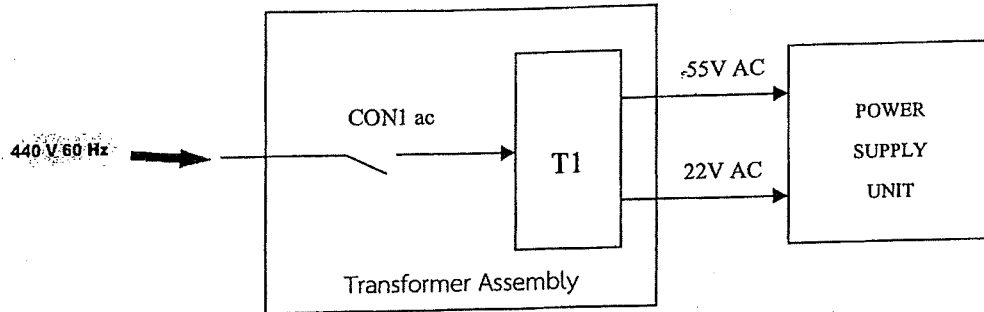 440 V 60 Hz
CON1 ac
T1
55V AC
22V AC
POWER
SUPPLY
UNIT
Transformer Assembly